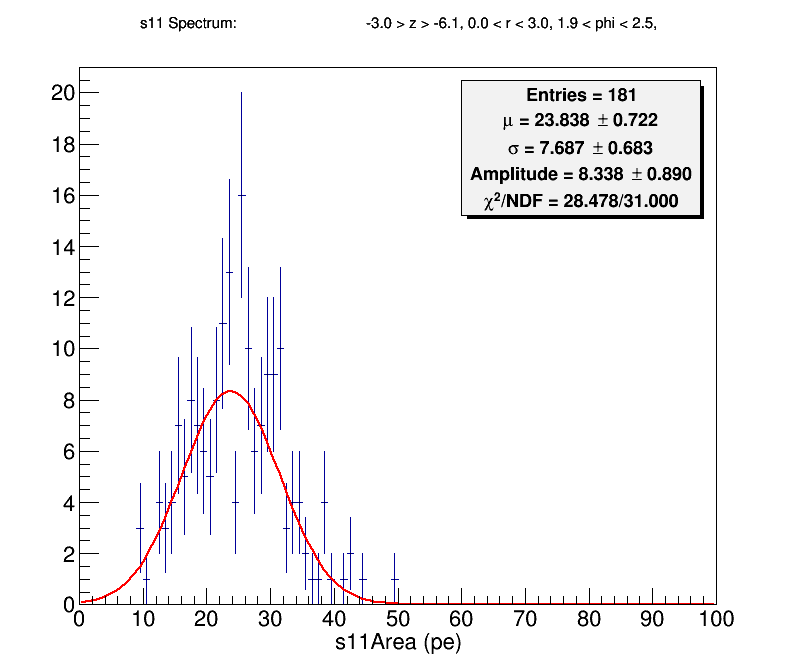 s11 Spectrum: -3.0 > z > -6.1, 0.0 < r < 3.0, 1.9 < phi < 2.5,
Entries = 181
μ = 23.838 ± 0.722
σ = 7.687 ± 0.683
Amplitude = 8.338 ± 0.890
χ²/NDF = 28.478/31.000
20
18
16
14
12
10
8
6
4
2
0
0 10 20 30 40 50 60 70 80 90 100
s11Area (pe)